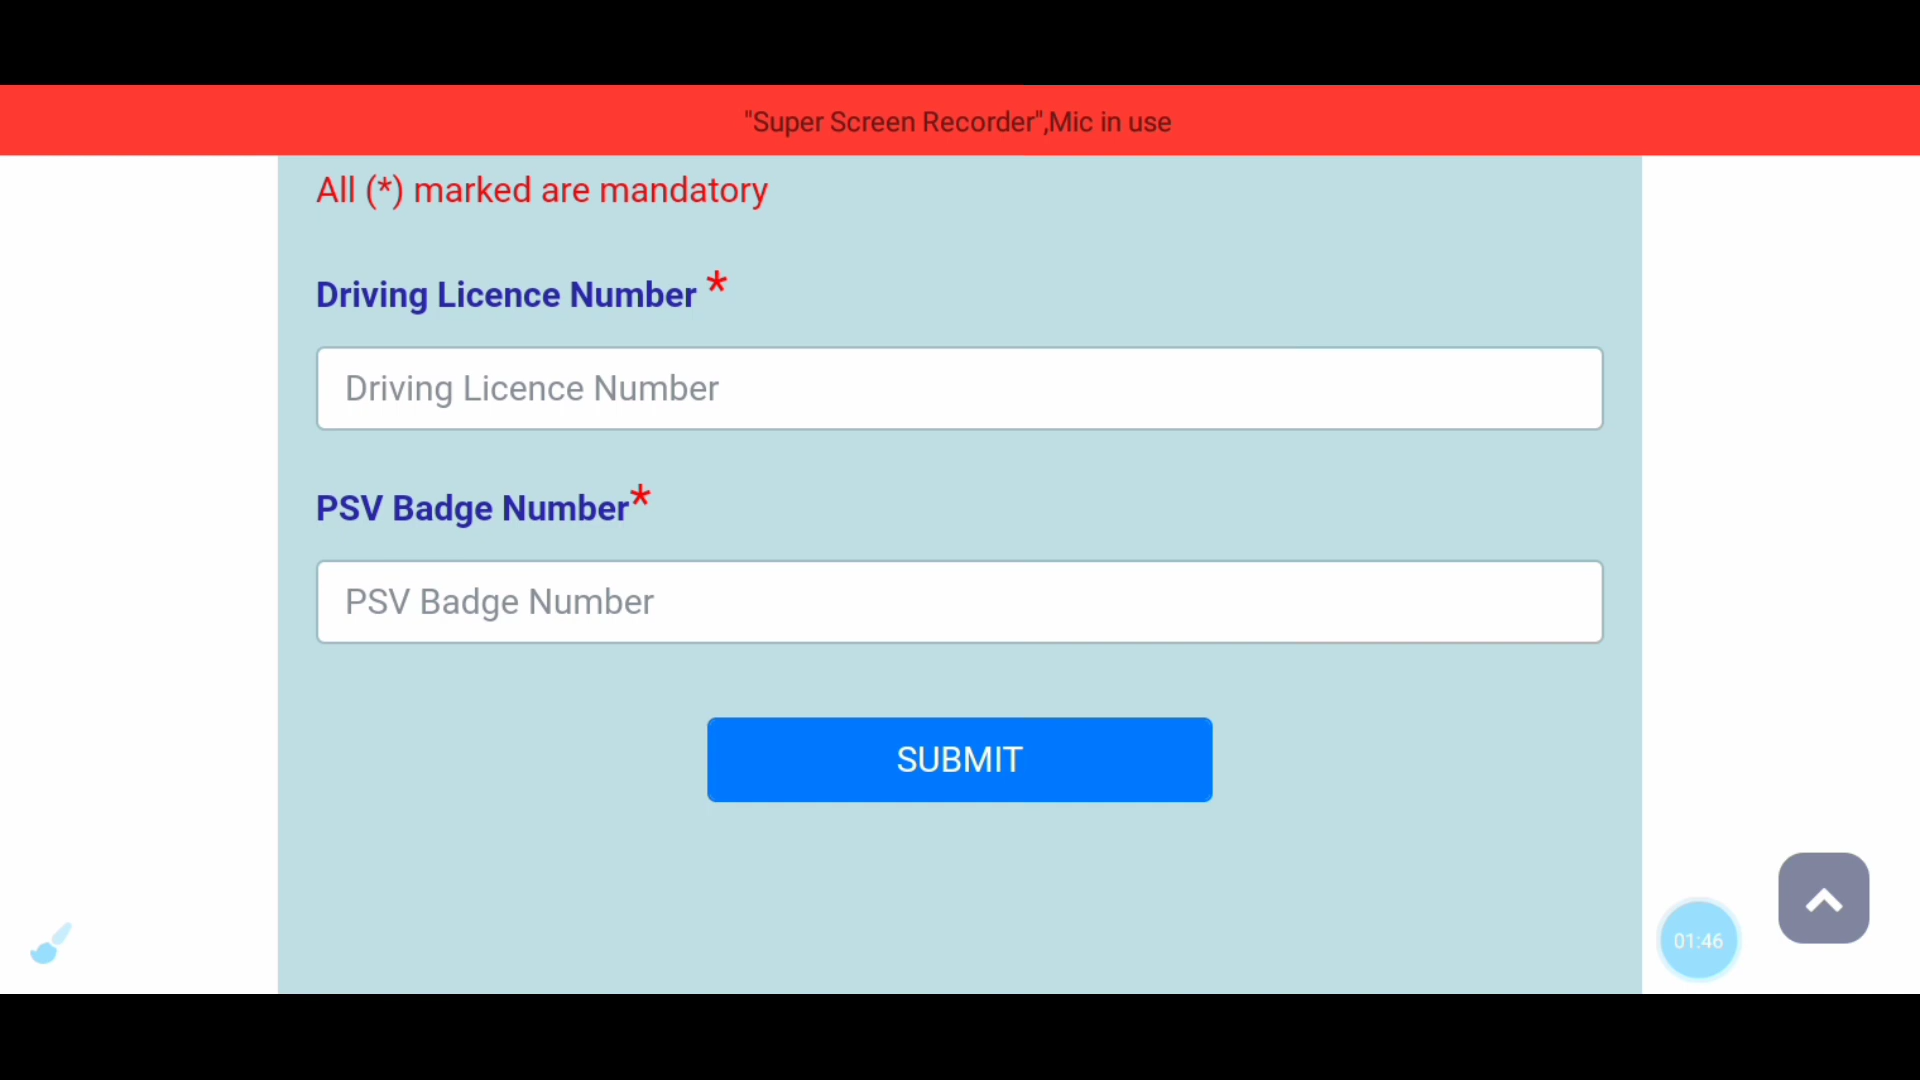 "Super Screen Recorder",Mic in use
All (*) marked are mandatory
Driving Licence Number *
Driving Licence Number
PSV Badge Number*
PSV Badge Number
SUBMIT
01:46